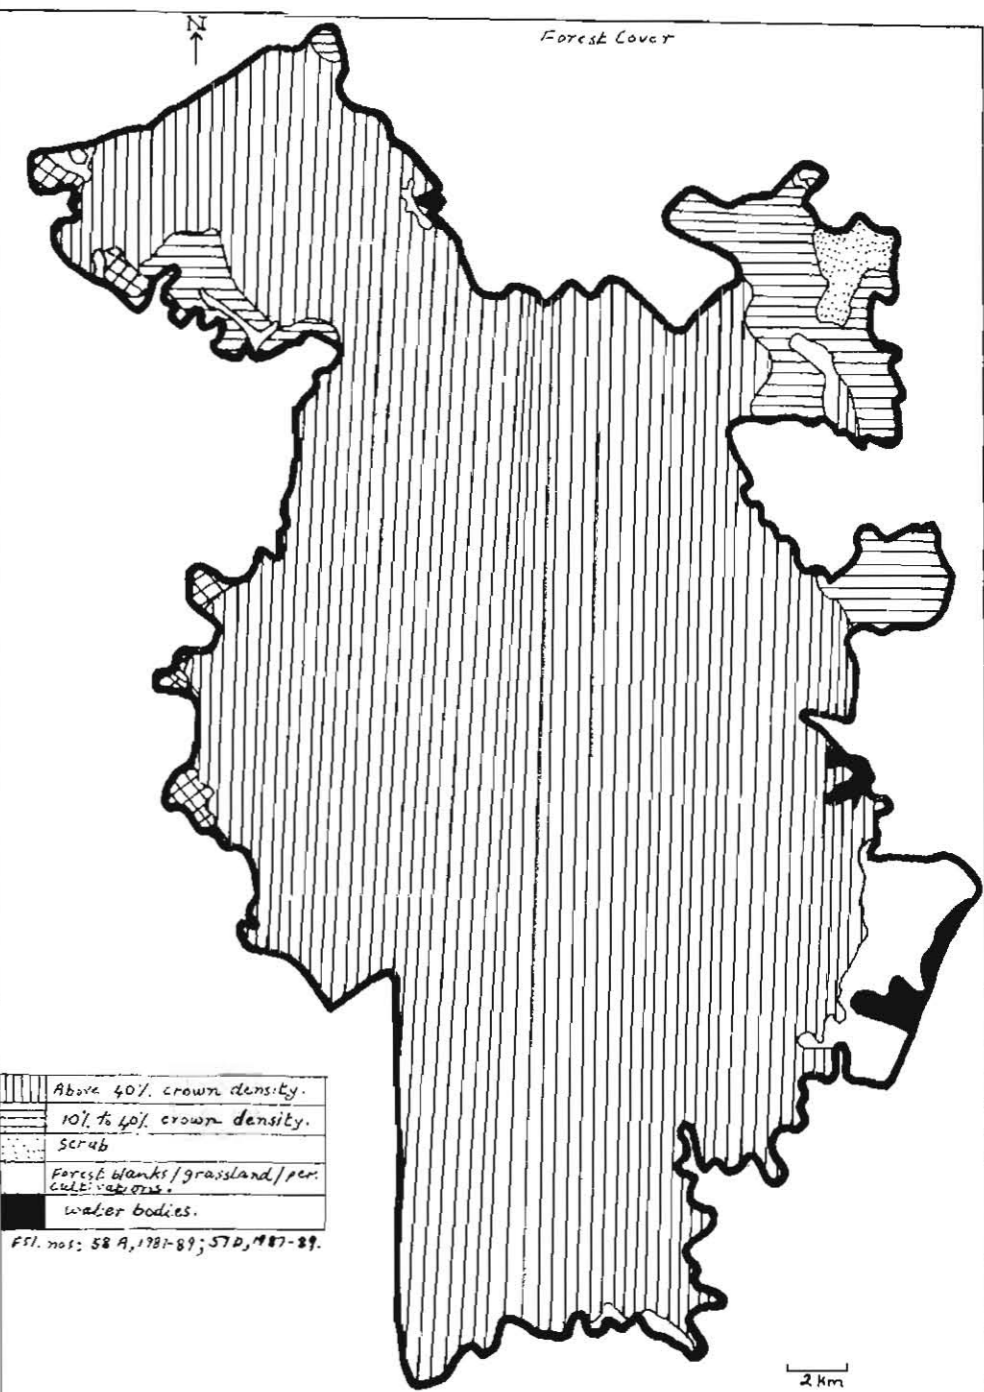 N
Forest Cover
Above 40% crown density.
10% to 40% crown density.
scrub
Forest blanks/grassland/per.
cultivations.
water bodies.
FSI. nos: 58 A, 1987-89; 57 D, 1987-89.
2 km